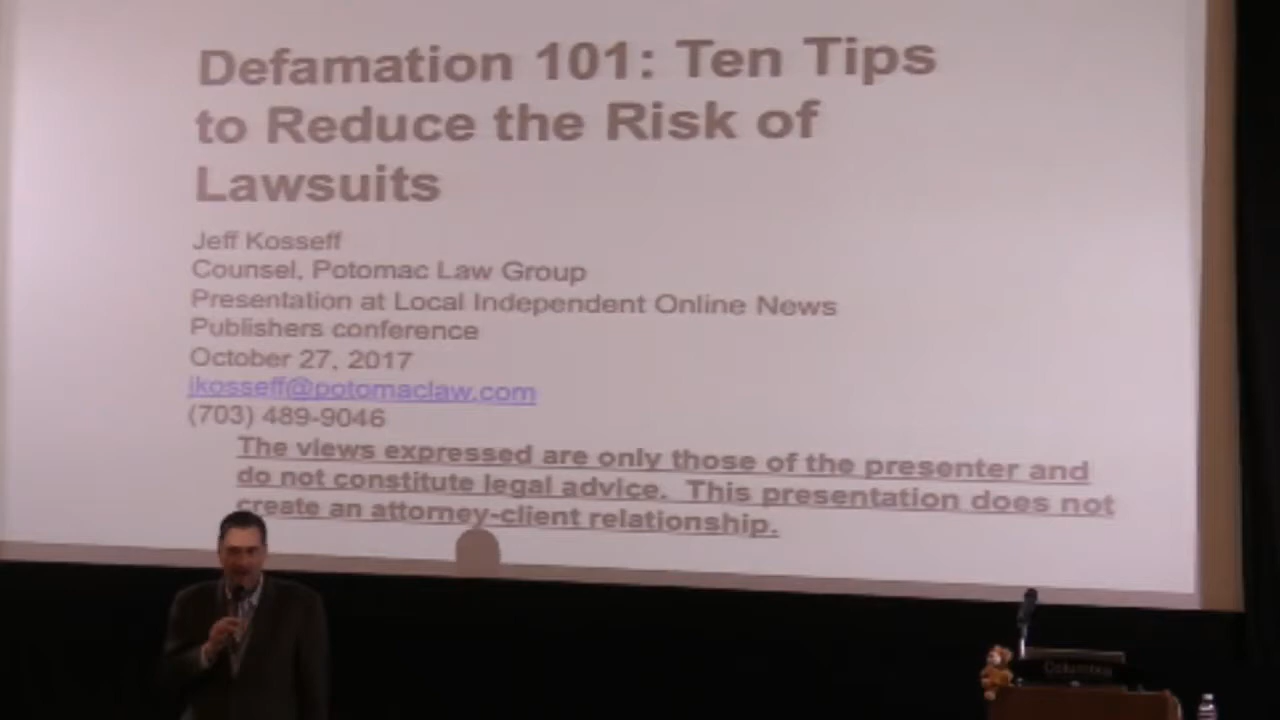 Defamation 101: Ten Tips
to Reduce the Risk of
Lawsuits
Jeff Kosseff
Counsel, Potomac Law Group
Presentation at Local Independent Online News
Publishers conference
October 27, 2017
jkosseff@potomaclaw.com
(703) 489-9046
The views expressed are only those of the presenter and
do not constitute legal advice. This presentation does not
create an attorney-client relationship.
Columbia